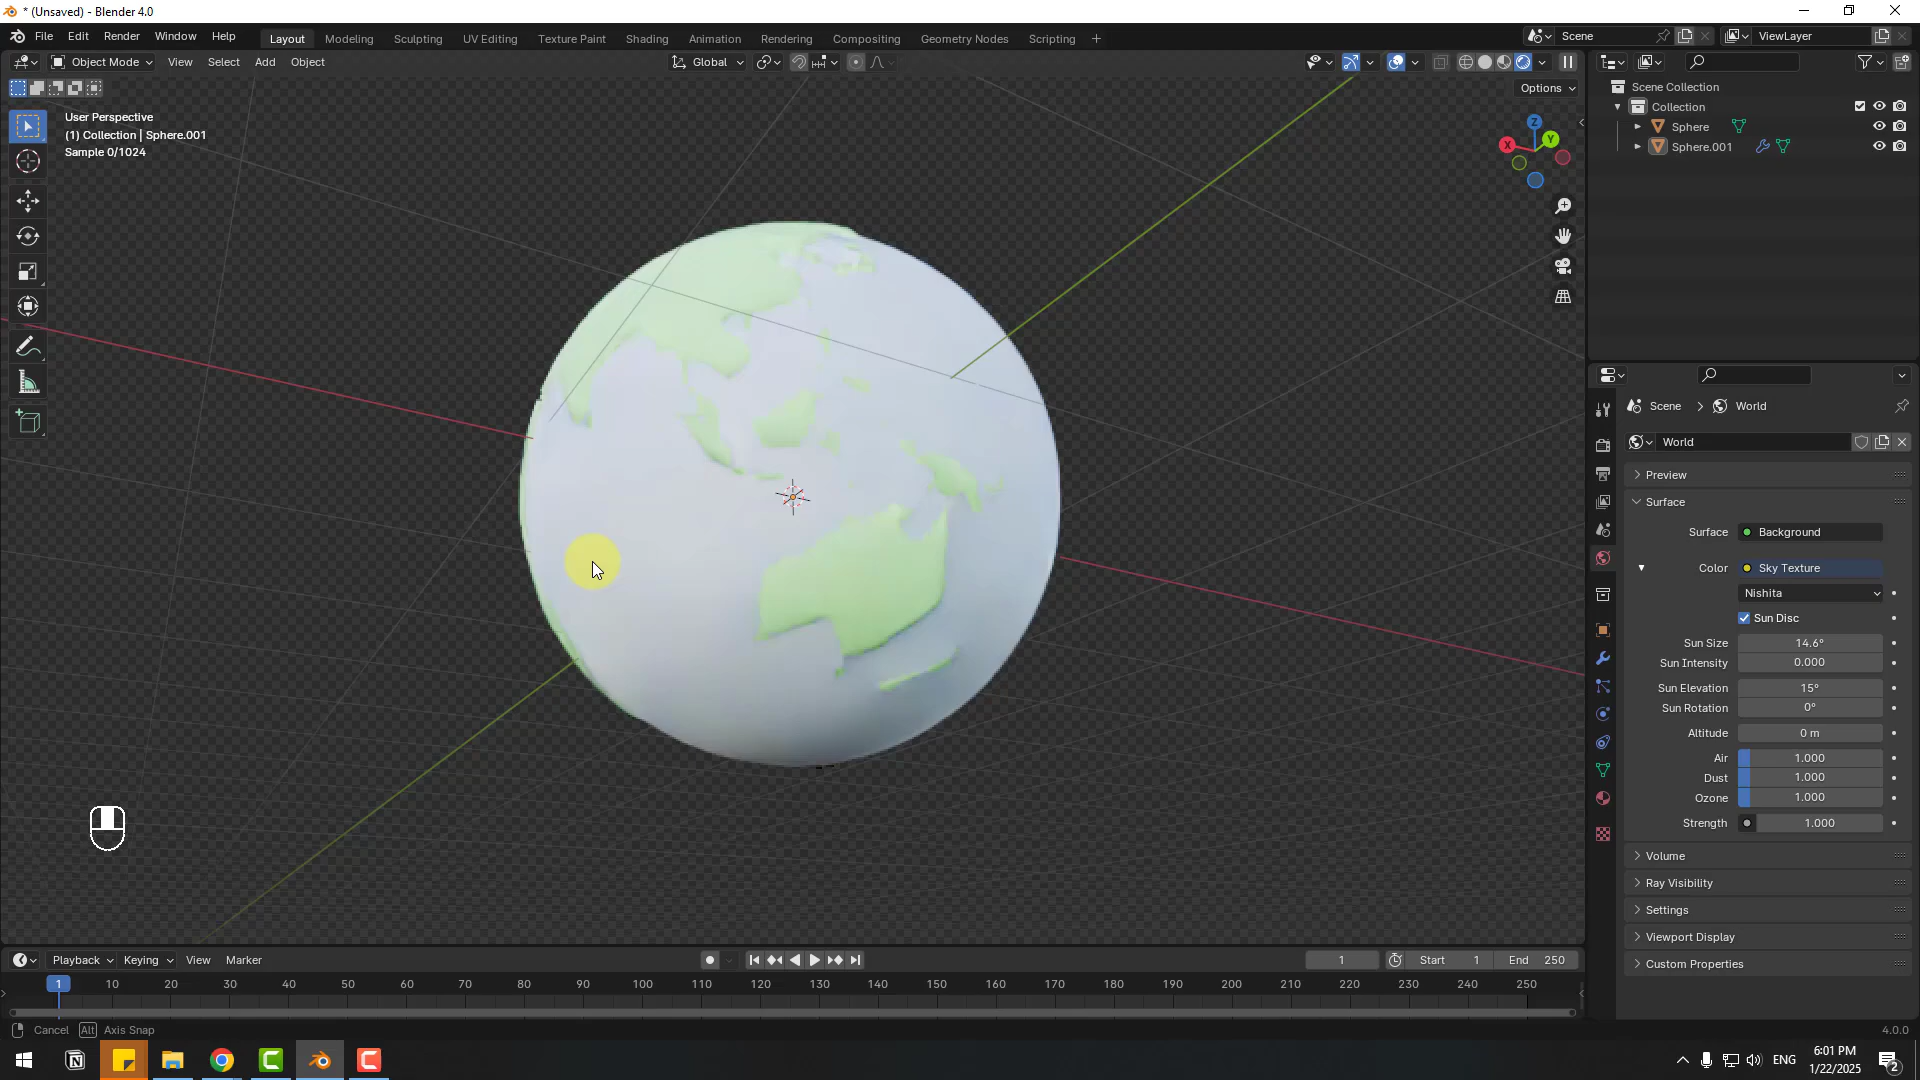 * (Unsaved) - Blender 4.0
File Edit Render Window Help
Layout Modeling Sculpting UV Editing Texture Paint Shading Animation Rendering Compositing Geometry Nodes Scripting +
Scene
ViewLayer
Object Mode View Select Add Object
Global
Options
User Perspective
(1) Collection | Sphere.001
Sample 0/1024
Z
Y
X
Scene Collection
Collection
Sphere
Sphere.001
Scene > World
World
Preview
Surface
Surface Background
Color Sky Texture
Nishita
Sun Disc
Sun Size 14.6°
Sun Intensity 0.000
Sun Elevation 15°
Sun Rotation 0°
Altitude 0 m
Air 1.000
Dust 1.000
Ozone 1.000
Strength 1.000
Volume
Ray Visibility
Settings
Viewport Display
Custom Properties
Playback Keying View Marker
1
Start 1
End 250
1 10 20 30 40 50 60 70 80 90 100 110 120 130 140 150 160 170 180 190 200 210 220 230 240 250
Cancel Alt Axis Snap
4.0.0
ENG
6:01 PM
1/22/2025
2